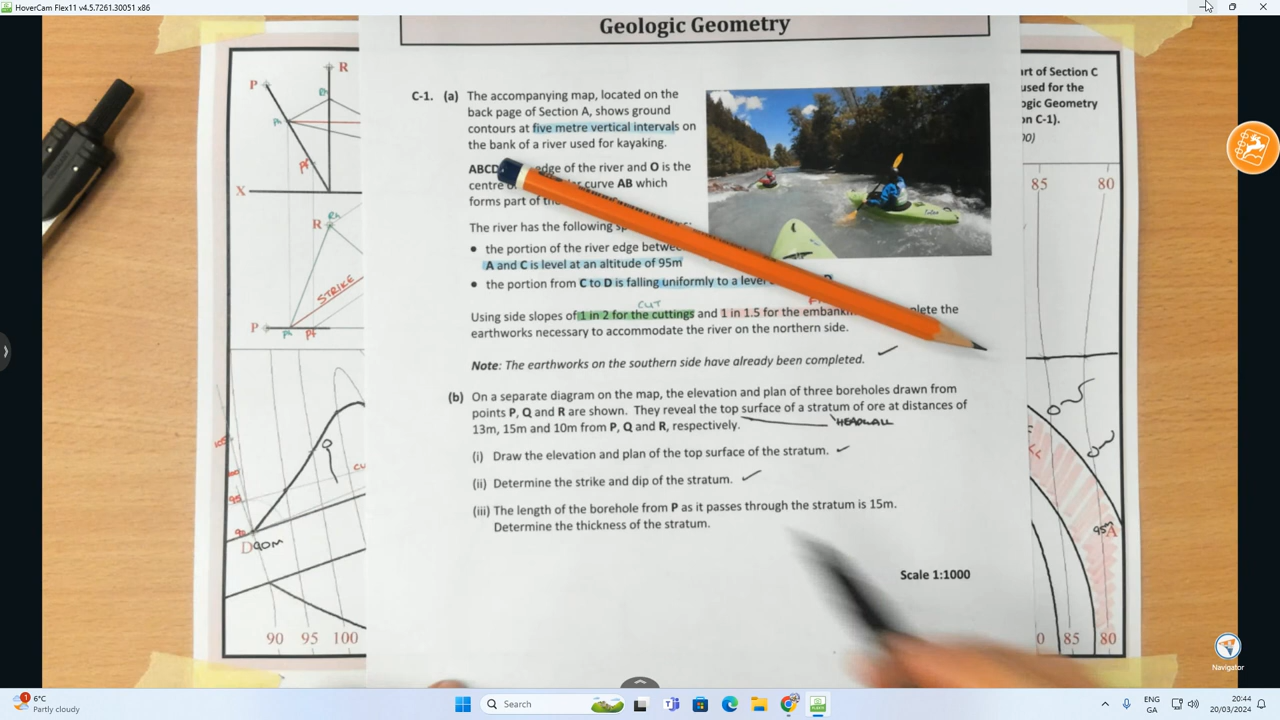 HoverCam Flex11 v4.5.7261.30051 x86
Geologic Geometry
C-1. (a) The accompanying map, located on the
back page of Section A, shows ground
contours at five metre vertical intervals on
the bank of a river used for kayaking.
ABCD edge of the river and O is the
centre curve AB which
forms part of the
The river has the following
• the portion of the river edge
A and C is level at an altitude of 95m
• the portion from C to D is falling uniformly to a level
CUT
Using side slopes of 1 in 2 for the cuttings and 1 in 1.5 for the
earthworks necessary to accommodate the river on the northern side.
Note: The earthworks on the southern side have already been completed.
(b) On a separate diagram on the map, the elevation and plan of three boreholes drawn from
points P, Q and R are shown. They reveal the top surface of a stratum of ore at distances of
13m, 15m and 10m from P, Q and R, respectively.
HEADWALL
(i) Draw the elevation and plan of the top surface of the stratum.
(ii) Determine the strike and dip of the stratum.
(iii) The length of the borehole from P as it passes through the stratum is 15m.
Determine the thickness of the stratum.
Scale 1:1000
P
R
X
R
STRIKE
P
95
D 90M
90 95 100
rt of Section C
used for the
ogic Geometry
on C-1).
85 80
95M A
85 80
Navigator
6°C
Partly cloudy
Search
ENG
GA
20:44
20/03/2024